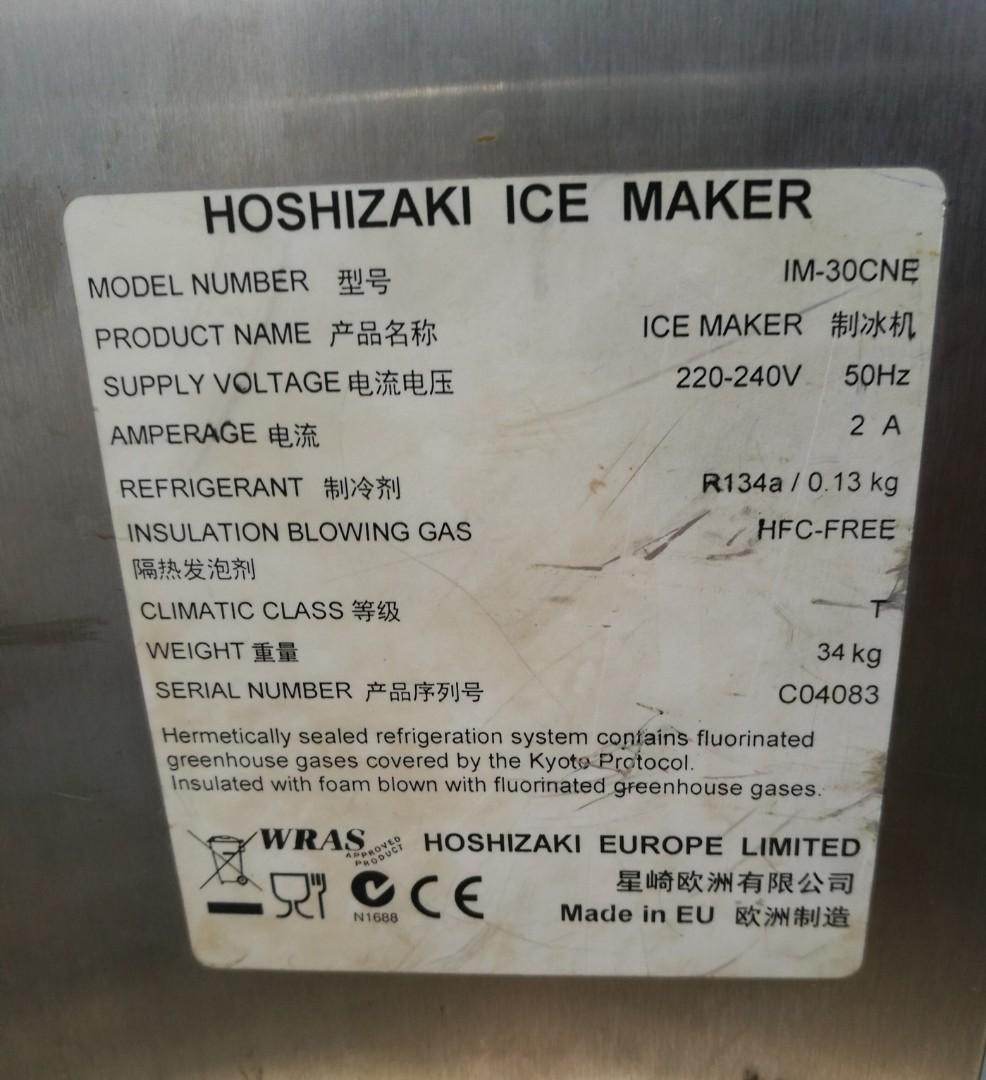 HOSHIZAKI ICE MAKER
MODEL NUMBER 型号 IM-30CNE
PRODUCT NAME 产品名称 ICE MAKER 制冰机
SUPPLY VOLTAGE 电流电压 220-240V 50Hz
AMPERAGE 电流 2 A
REFRIGERANT 制冷剂 R134a / 0.13 kg
INSULATION BLOWING GAS HFC-FREE
隔热发泡剂
CLIMATIC CLASS 等级 T
WEIGHT 重量 34 kg
SERIAL NUMBER 产品序列号 C04083
Hermetically sealed refrigeration system contains fluorinated
greenhouse gases covered by the Kyoto Protocol.
Insulated with foam blown with fluorinated greenhouse gases.
WRAS APPROVED PRODUCT HOSHIZAKI EUROPE LIMITED
星崎欧洲有限公司
N1688 CE Made in EU 欧洲制造